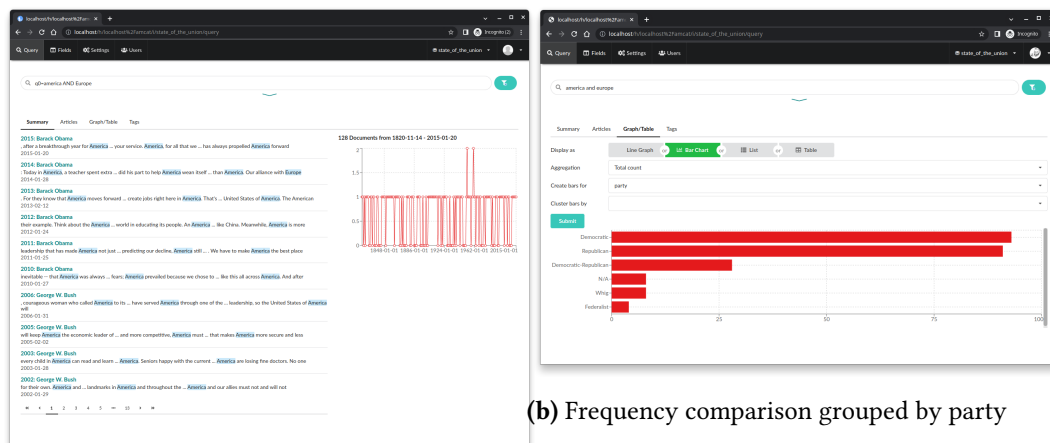 localhost/h/localhost%2Fam
localhost/h/localhost%2Famcat/i/state_of_the_union/query
Incognito (2)
Query Fields Settings Users
state_of_the_union
q0=america AND Europe
Summary Articles Graph/Table Tags
2015: Barack Obama
, after a breakthrough year for America ... your service. America, for all that we ... has always propelled America forward
2015-01-20
2014: Barack Obama
: Today in America, a teacher spent extra ... did his part to help America wean itself ... than America. Our alliance with Europe
2014-01-28
2013: Barack Obama
. For they know that America moves forward ... create jobs right here in America. That's ... United States of America. The American
2013-02-12
2012: Barack Obama
their example. Think about the America ... world in educating its people. An America ... like China. Meanwhile, America is more
2012-01-24
2011: Barack Obama
leadership that has made America not just ... predicting our decline, America still ... . We have to make America the best place
2011-01-25
2010: Barack Obama
inevitable -- that America was always ... fears; America prevailed because we chose to ... like this all across America. And after
2010-01-27
2006: George W. Bush
, courageous woman who called America to its ... have served America through one of the ... leadership, so the United States of America
will
2006-01-31
2005: George W. Bush
will keep America the economic leader of ... and more competitive, America must ... that makes America more secure and less
2005-02-02
2003: George W. Bush
every child in America can read and learn ... America. Seniors happy with the current ... America are losing fine doctors. No one
2003-01-28
2002: George W. Bush
for their own. America and ... landmarks in America and throughout the ... America and our allies must not and will not
2002-01-29
1 2 3 4 5 ... 13
128 Documents from 1820-11-14 - 2015-01-20
2
1.5
1
0.5
0
1848-01-01 1886-01-01 1924-01-01 1962-01-01 2015-01-01
localhost/h/localhost%2Fam
localhost/h/localhost%2Famcat/i/state_of_the_union/query
Incognito
Query Fields Settings Users
state_of_the_union
america and europe
Summary Articles Graph/Table Tags
Display as Line Graph or Bar Chart or List or Table
Aggregation Total count
Create bars for party
Cluster bars by
Submit
Democratic
Republican
Democratic-Republican
N/A
Whig
Federalist
0 25 50 75 100
(b) Frequency comparison grouped by party